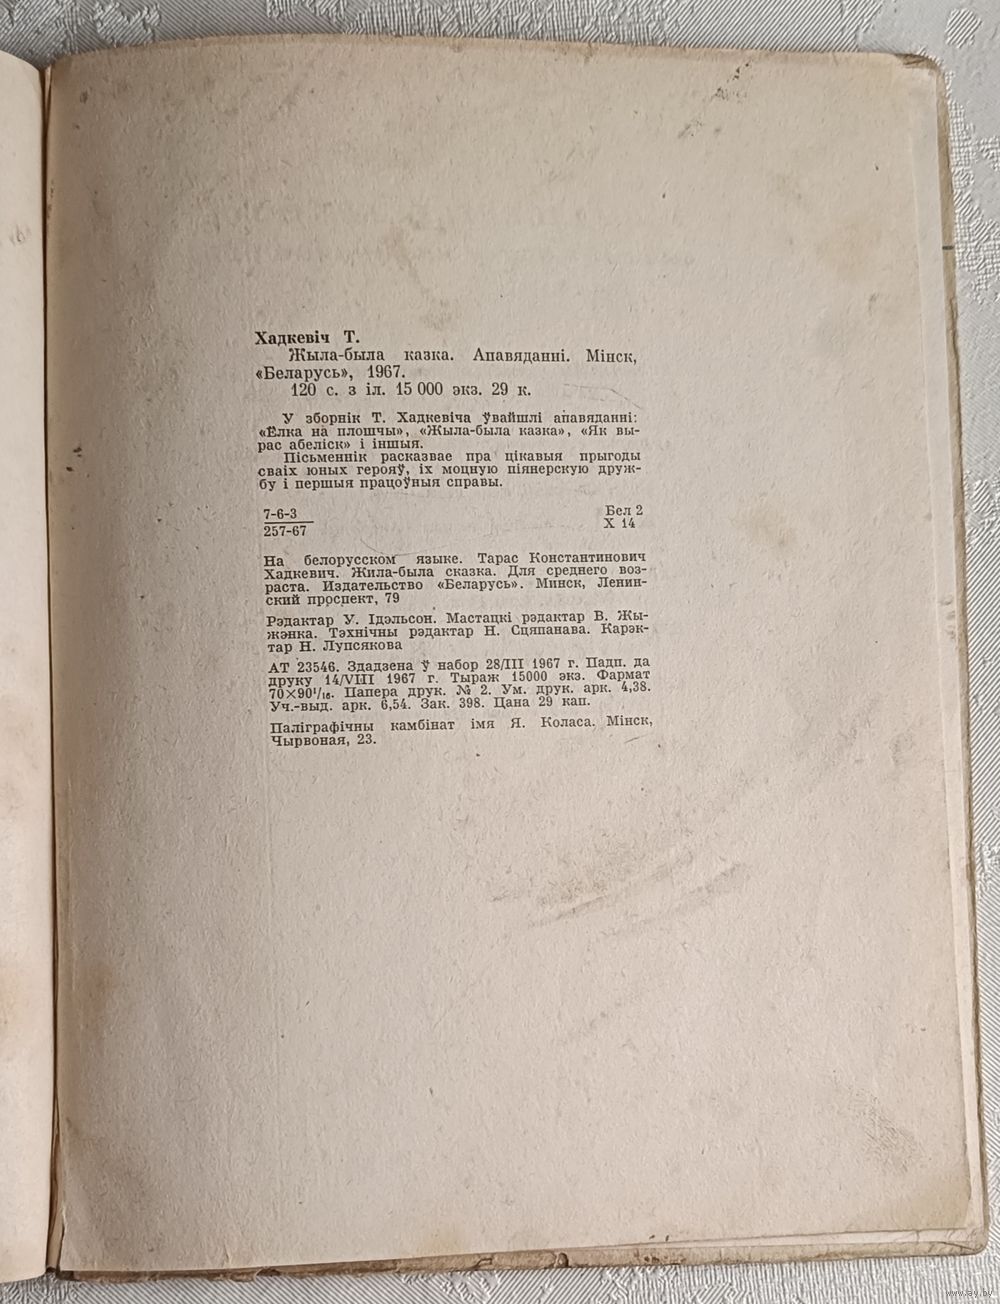 Хадкевіч Т.
Жыла-была казка. Апавяданні. Мінск,
«Беларусь», 1967.
120 с. з іл. 15 000 экз. 29 к.
У зборнік Т. Хадкевіча ўвайшлі апавяданні:
«Ёлка на плошчы», «Жыла-была казка», «Як вы-
рас абеліск» і іншыя.
Пісьменнік расказвае пра цікавыя прыгоды
сваіх юных герояў, іх моцную піянерскую друж-
бу і першыя працоўныя справы.
7-6-3
257-67
Бел 2
Х 14
На белорусском языке. Тарас Константинович
Хадкевич. Жила-была сказка. Для среднего воз-
раста. Издательство «Беларусь». Минск, Ленин-
ский проспект, 79
Рэдактар У. Ідэльсон. Мастацкі рэдактар В. Жы-
жэнка. Тэхнічны рэдактар Н. Сцяпанава. Карэк-
тар Н. Лупсякова
АТ 23546. Здадзена ў набор 28/III 1967 г. Падп. да
друку 14/VIII 1967 г. Тыраж 15000 экз. Фармат
70×90¹/₁₆. Папера друк. № 2. Ум. друк. арк. 4,38.
Уч.-выд. арк. 6,54. Зак. 398. Цана 29 кап.
Паліграфічны камбінат імя Я. Коласа. Мінск,
Чырвоная, 23.
www.ay.by